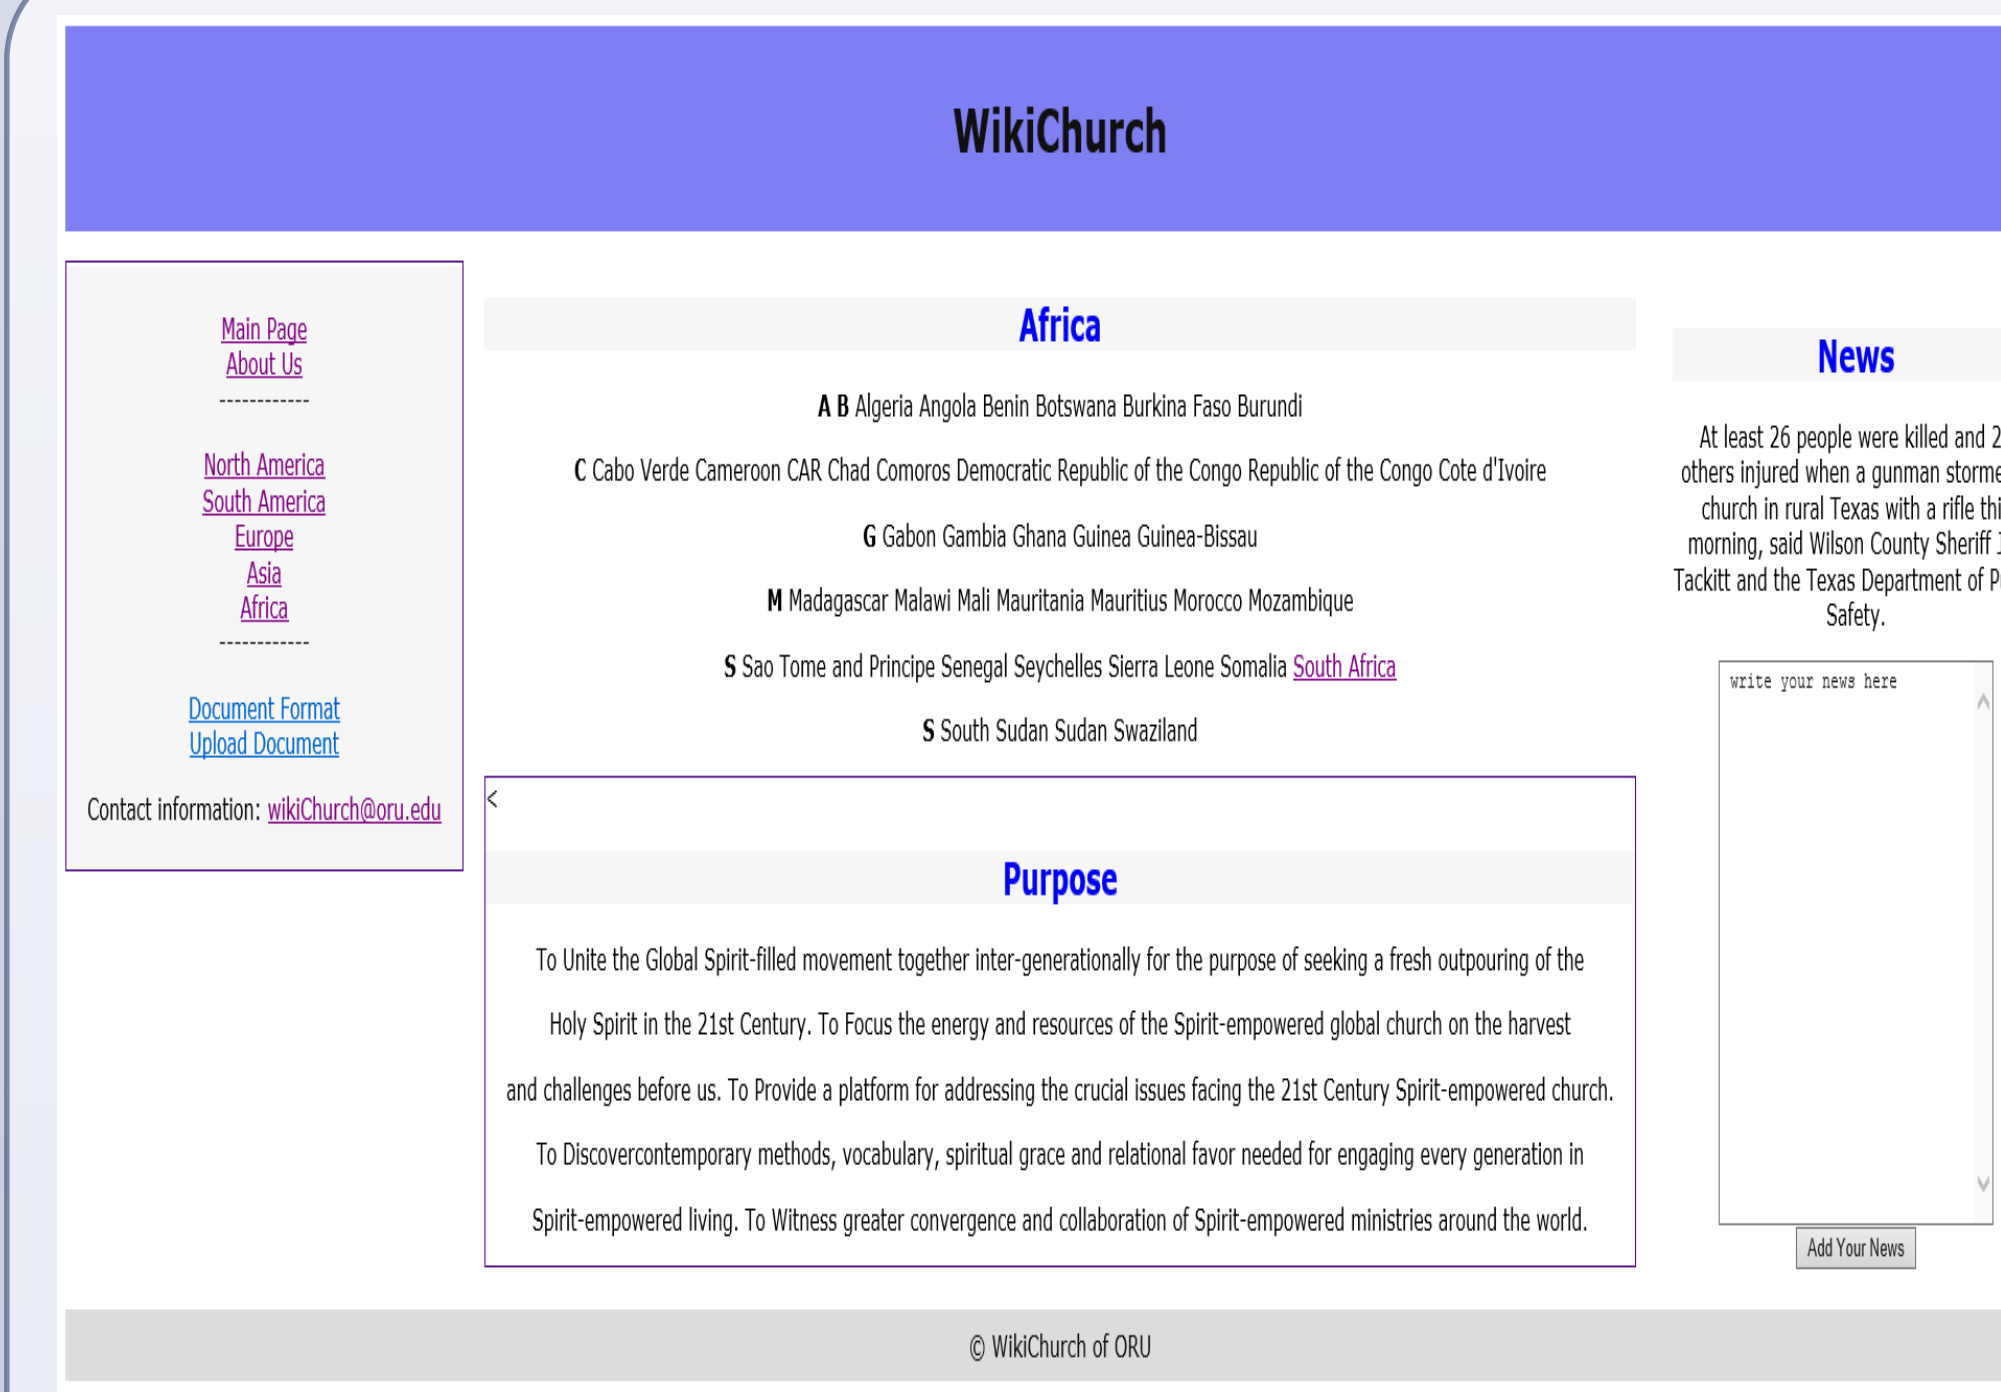 WikiChurch
Main Page
About Us
------------
North America
South America
Europe
Asia
Africa
------------
Document Format
Upload Document
Contact information: wikiChurch@oru.edu
Africa
A B Algeria Angola Benin Botswana Burkina Faso Burundi
C Cabo Verde Cameroon CAR Chad Comoros Democratic Republic of the Congo Republic of the Congo Cote d'Ivoire
G Gabon Gambia Ghana Guinea Guinea-Bissau
M Madagascar Malawi Mali Mauritania Mauritius Morocco Mozambique
S Sao Tome and Principe Senegal Seychelles Sierra Leone Somalia South Africa
S South Sudan Sudan Swaziland
<
Purpose
To Unite the Global Spirit-filled movement together inter-generationally for the purpose of seeking a fresh outpouring of the
Holy Spirit in the 21st Century. To Focus the energy and resources of the Spirit-empowered global church on the harvest
and challenges before us. To Provide a platform for addressing the crucial issues facing the 21st Century Spirit-empowered church.
To Discovercontemporary methods, vocabulary, spiritual grace and relational favor needed for engaging every generation in
Spirit-empowered living. To Witness greater convergence and collaboration of Spirit-empowered ministries around the world.
News
At least 26 people were killed and
others injured when a gunman
church in rural Texas with a rifle
morning, said Wilson County Sheriff
Tackitt and the Texas Department of
Safety.
write your news here
Add Your News
© WikiChurch of ORU